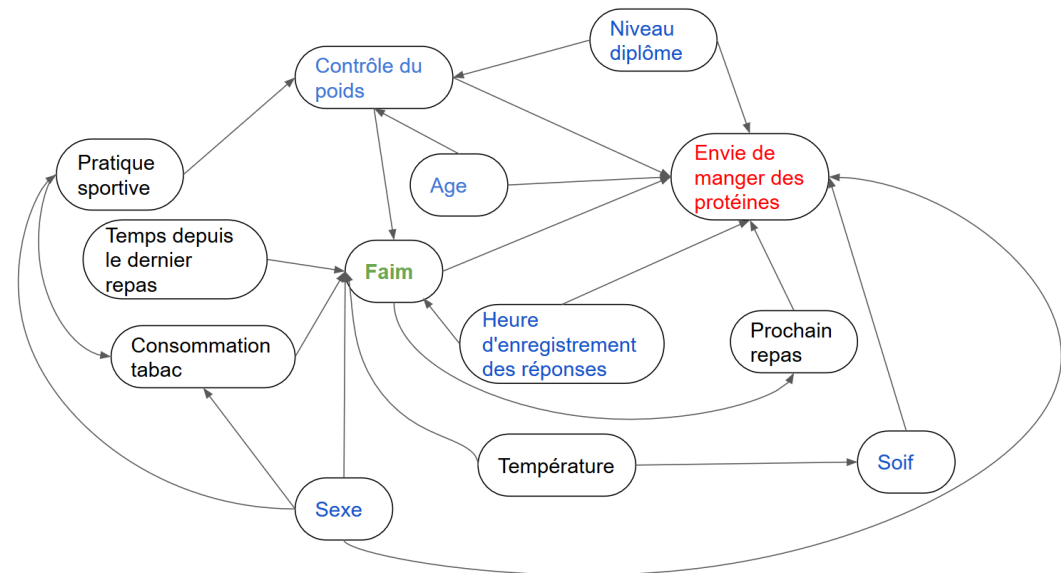 Niveau
diplôme
Contrôle du
poids
Envie de
manger des
protéines
Pratique
sportive
Age
Temps depuis
le dernier
repas
Faim
Heure
d'enregistrement
des réponses
Prochain
repas
Consommation
tabac
Température
Soif
Sexe